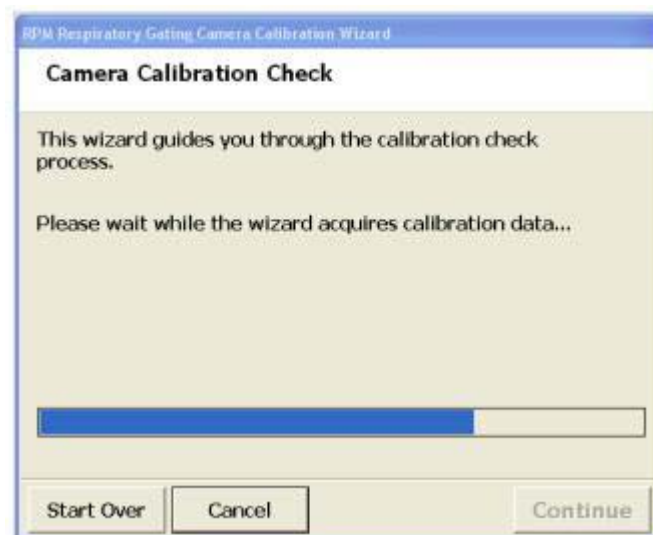 RPM Respiratory Gating Camera Calibration Wizard
Camera Calibration Check
This wizard guides you through the calibration check
process.
Please wait while the wizard acquires calibration data...
Start Over
Cancel
Continue